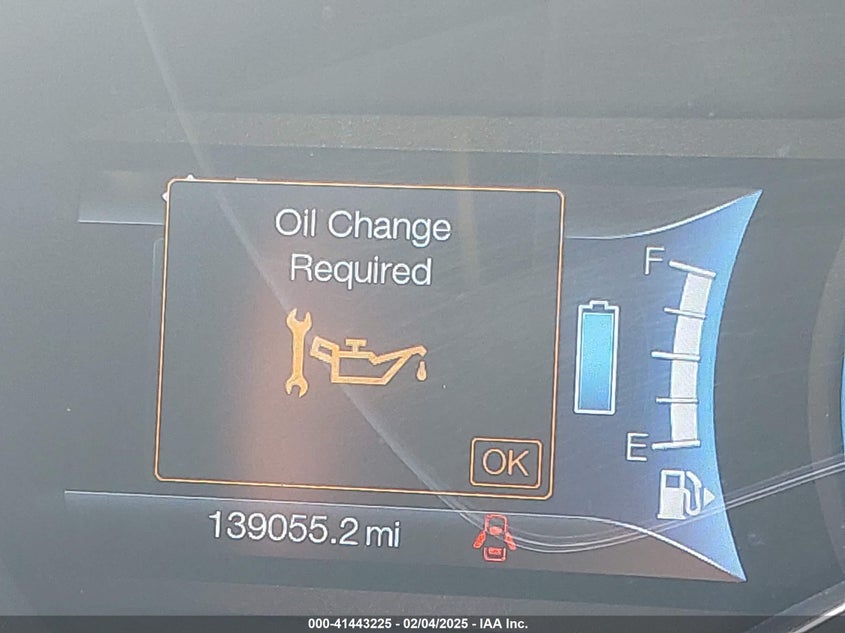 Oil Change
Required
F
E
OK
139055.2 mi
000-41443225 - 02/04/2025 - IAA Inc.